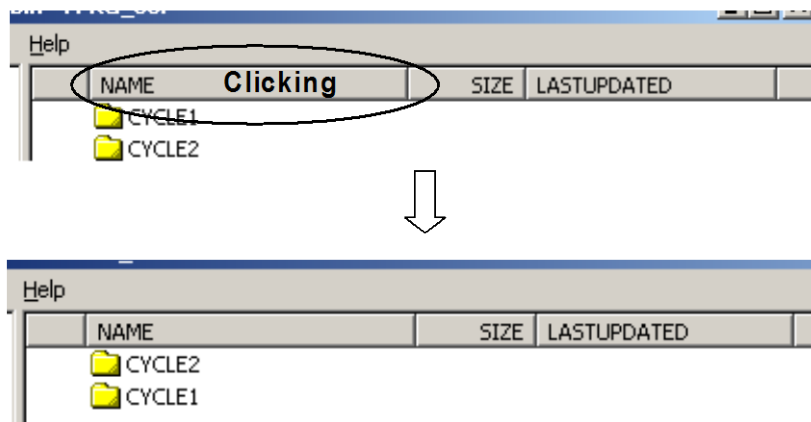 Help
NAME Clicking SIZE LASTUPDATED
CYCLE1
CYCLE2
Help
NAME SIZE LASTUPDATED
CYCLE2
CYCLE1